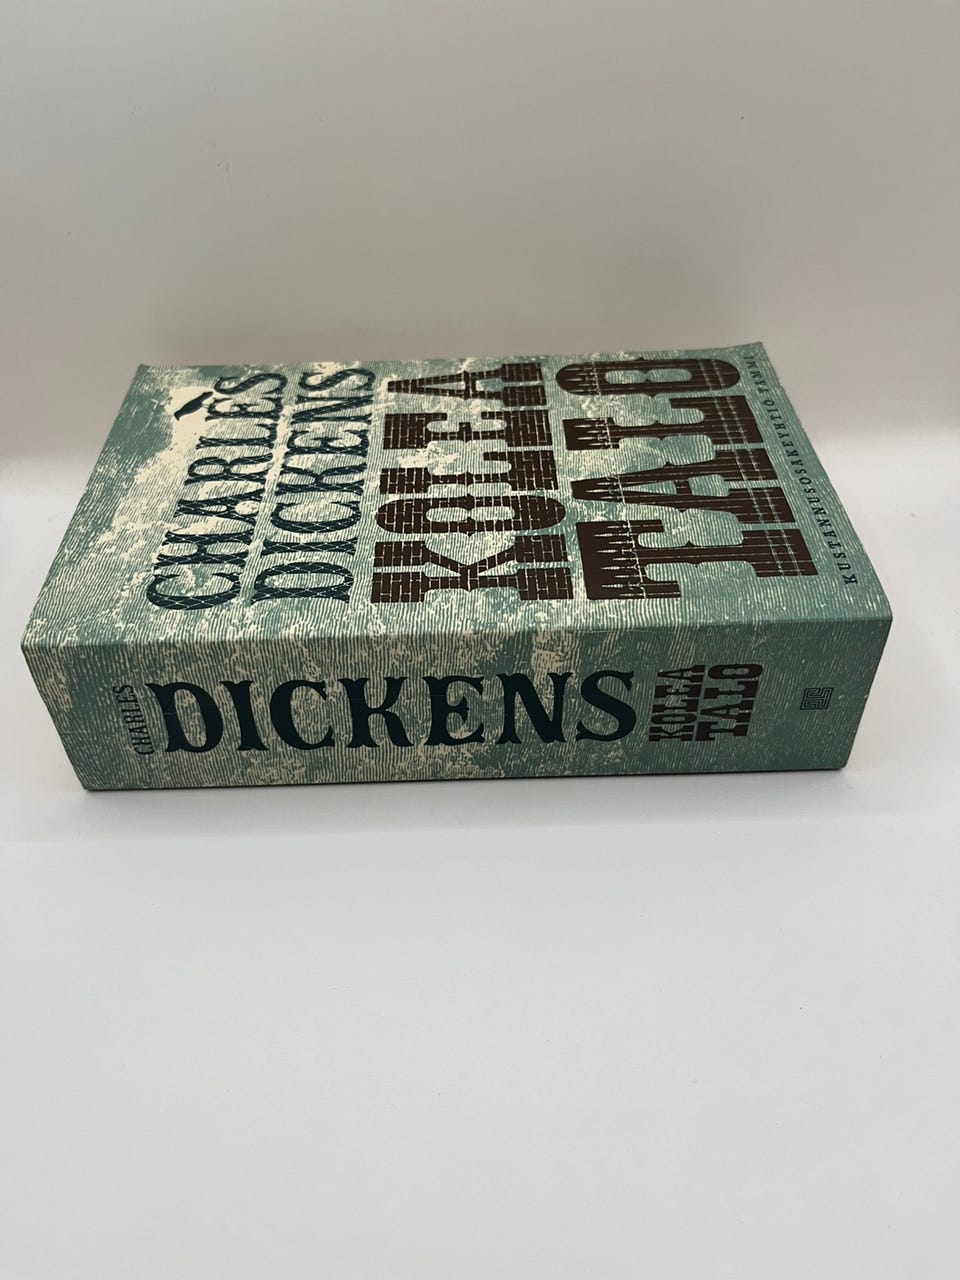 CHARLES
DICKENS
KOLEA
TALO
KUSTANNUSOSAKEYHTIÖ TAMMI
CHARLES
DICKENS
KOLEA
TALO